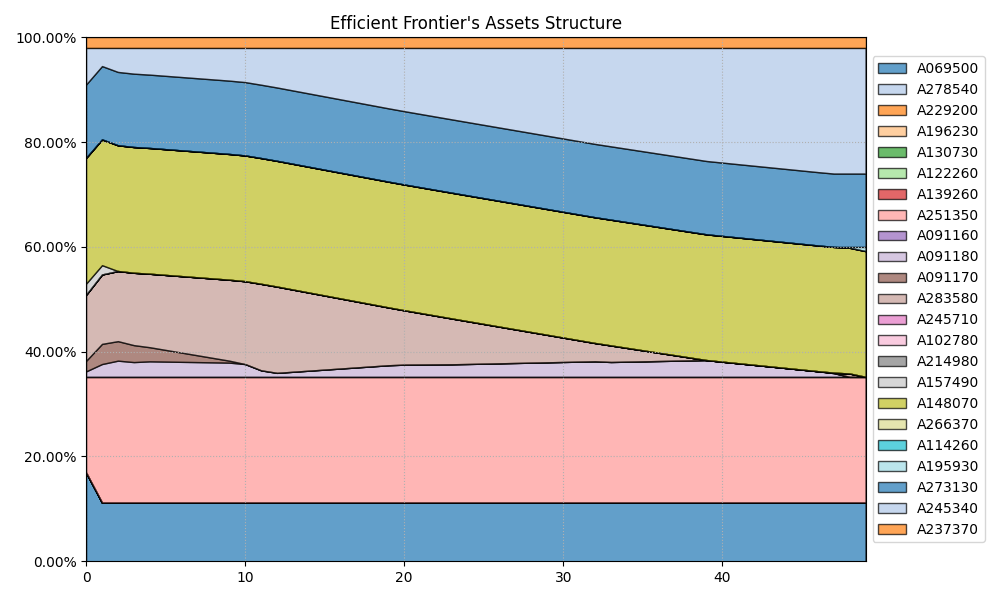 Efficient Frontier's Assets Structure
100.00%
80.00%
60.00%
40.00%
20.00%
0.00%
0
10
20
30
40
A069500
A278540
A229200
A196230
A130730
A122260
A139260
A251350
A091160
A091180
A091170
A283580
A245710
A102780
A214980
A157490
A148070
A266370
A114260
A195930
A273130
A245340
A237370